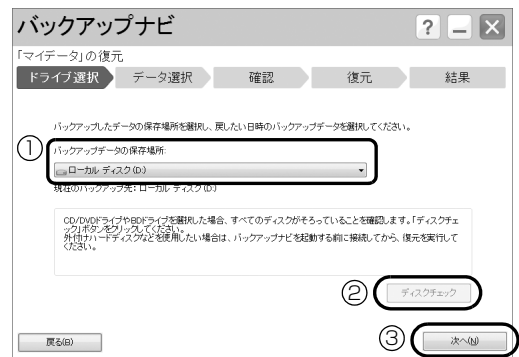 バックアップナビ
? – X
「マイデータ」の復元
ドライブ選択 データ選択 確認 復元 結果
バックアップしたデータの保存場所を選択し、戻したい日時のバックアップデータを選択してください。
① バックアップデータの保存場所:
ローカル ディスク(D:)
現在のバックアップ先: ローカル ディスク(D:)
CD/DVDドライブやBDドライブを選択した場合、すべてのディスクがそろっていることを確認します。「ディスクチェ
ック」ボタンをクリックしてください。
外付けハードディスクなどを使用したい場合は、バックアップナビを起動する前に接続してから、復元を実行して
ください。
② ディスクチェック
戻る(B) ③ 次へ(N)